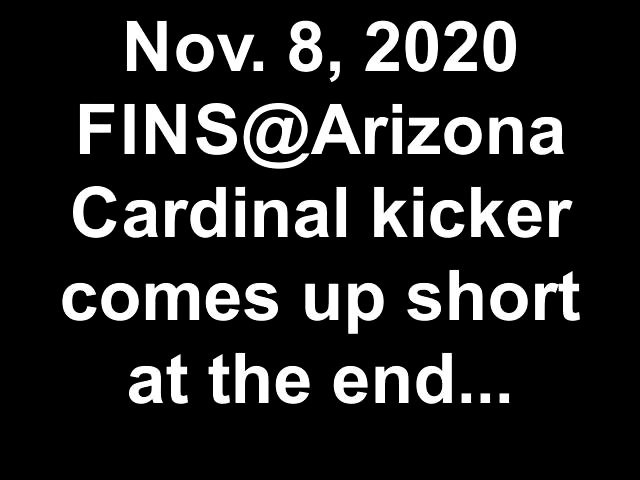 Nov. 8, 2020
FINS@Arizona
Cardinal kicker
comes up short
at the end...